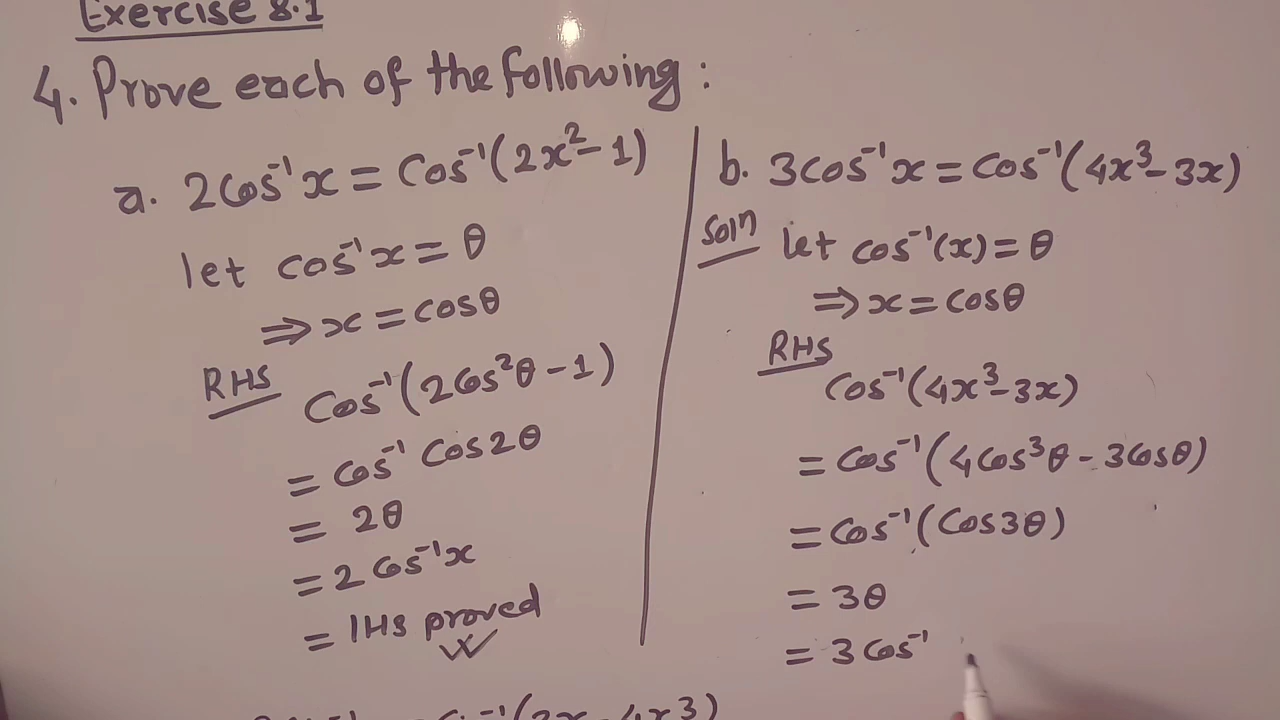 Exercise 8.1
4. Prove each of the following:
a. 2cos⁻¹x = cos⁻¹(2x²-1)
let cos⁻¹x = θ
⇒ x = cosθ
RHS
cos⁻¹(2cos²θ-1)
= cos⁻¹ cos2θ
= 2θ
= 2cos⁻¹x
= lHs proved
b. 3cos⁻¹x = cos⁻¹(4x³-3x)
Soln let cos⁻¹(x) = θ
⇒ x = cosθ
RHS
cos⁻¹(4x³-3x)
= cos⁻¹(4cos³θ-3cosθ)
= cos⁻¹(cos3θ)
= 3θ
= 3cos⁻¹
4x³)